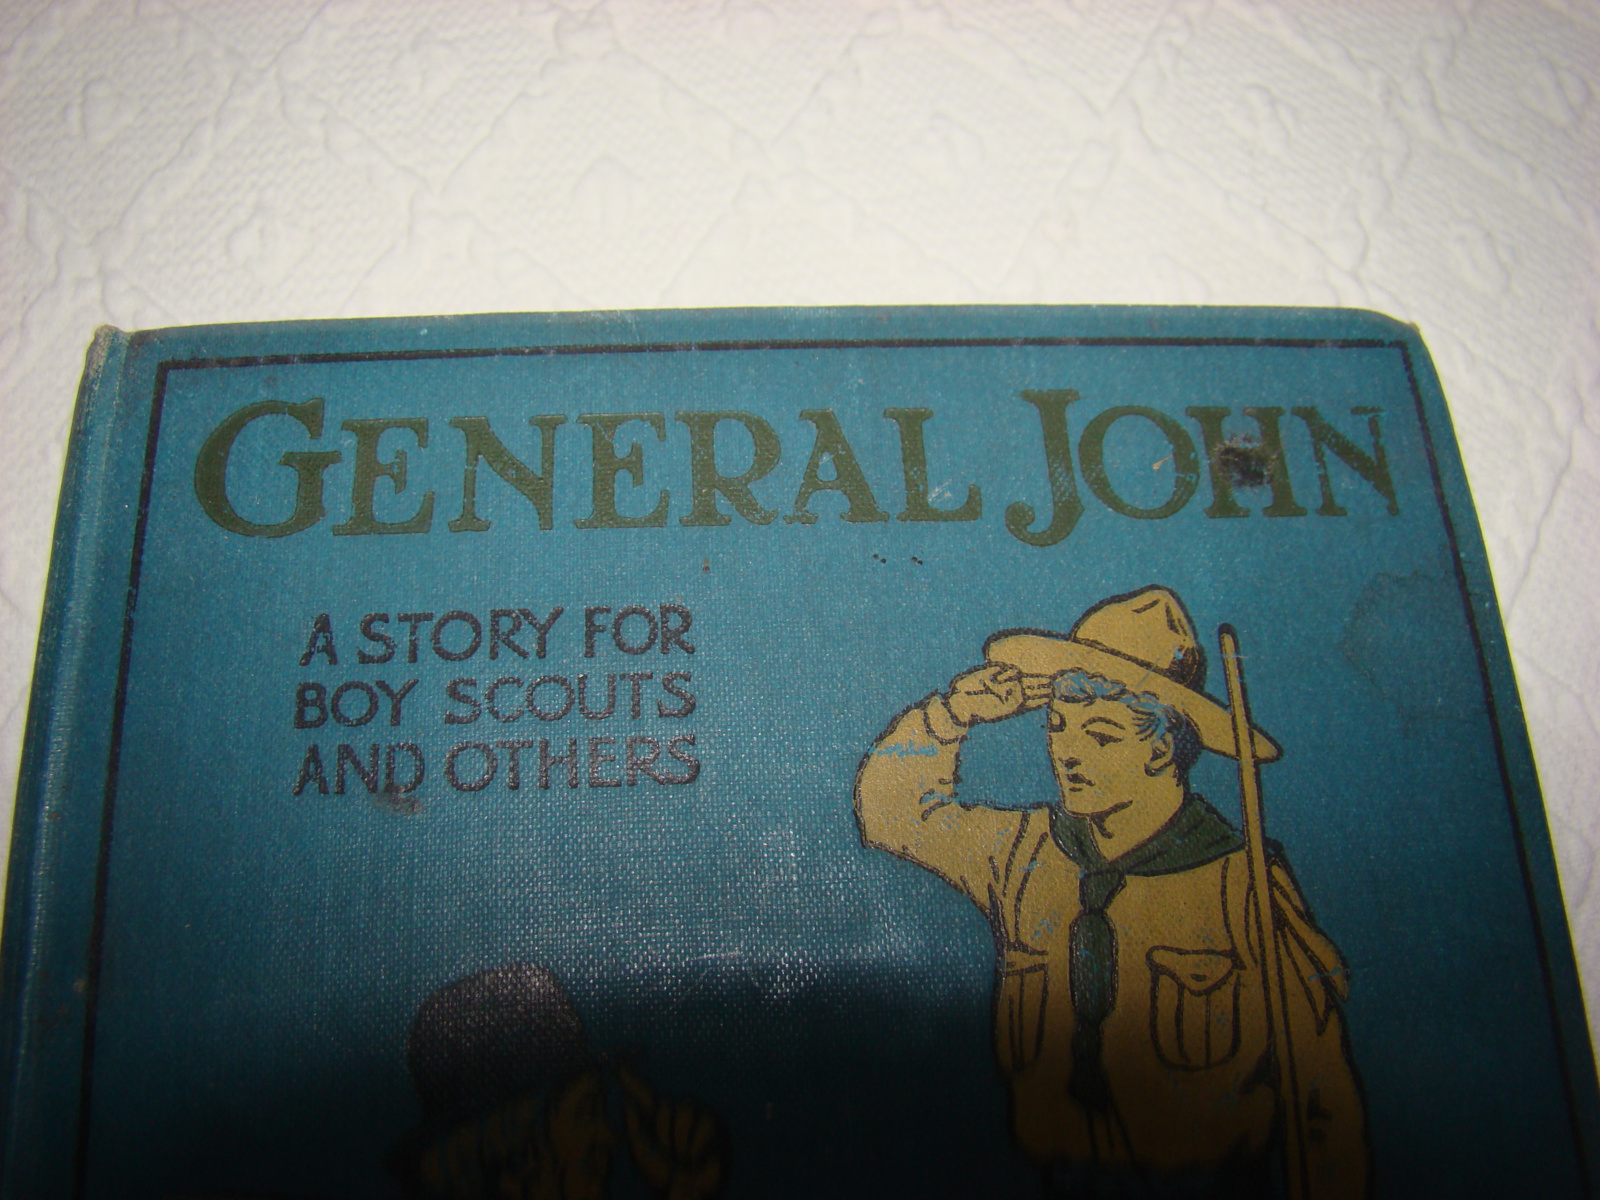 GENERAL JOHN
A STORY FOR
BOY SCOUTS
AND OTHERS